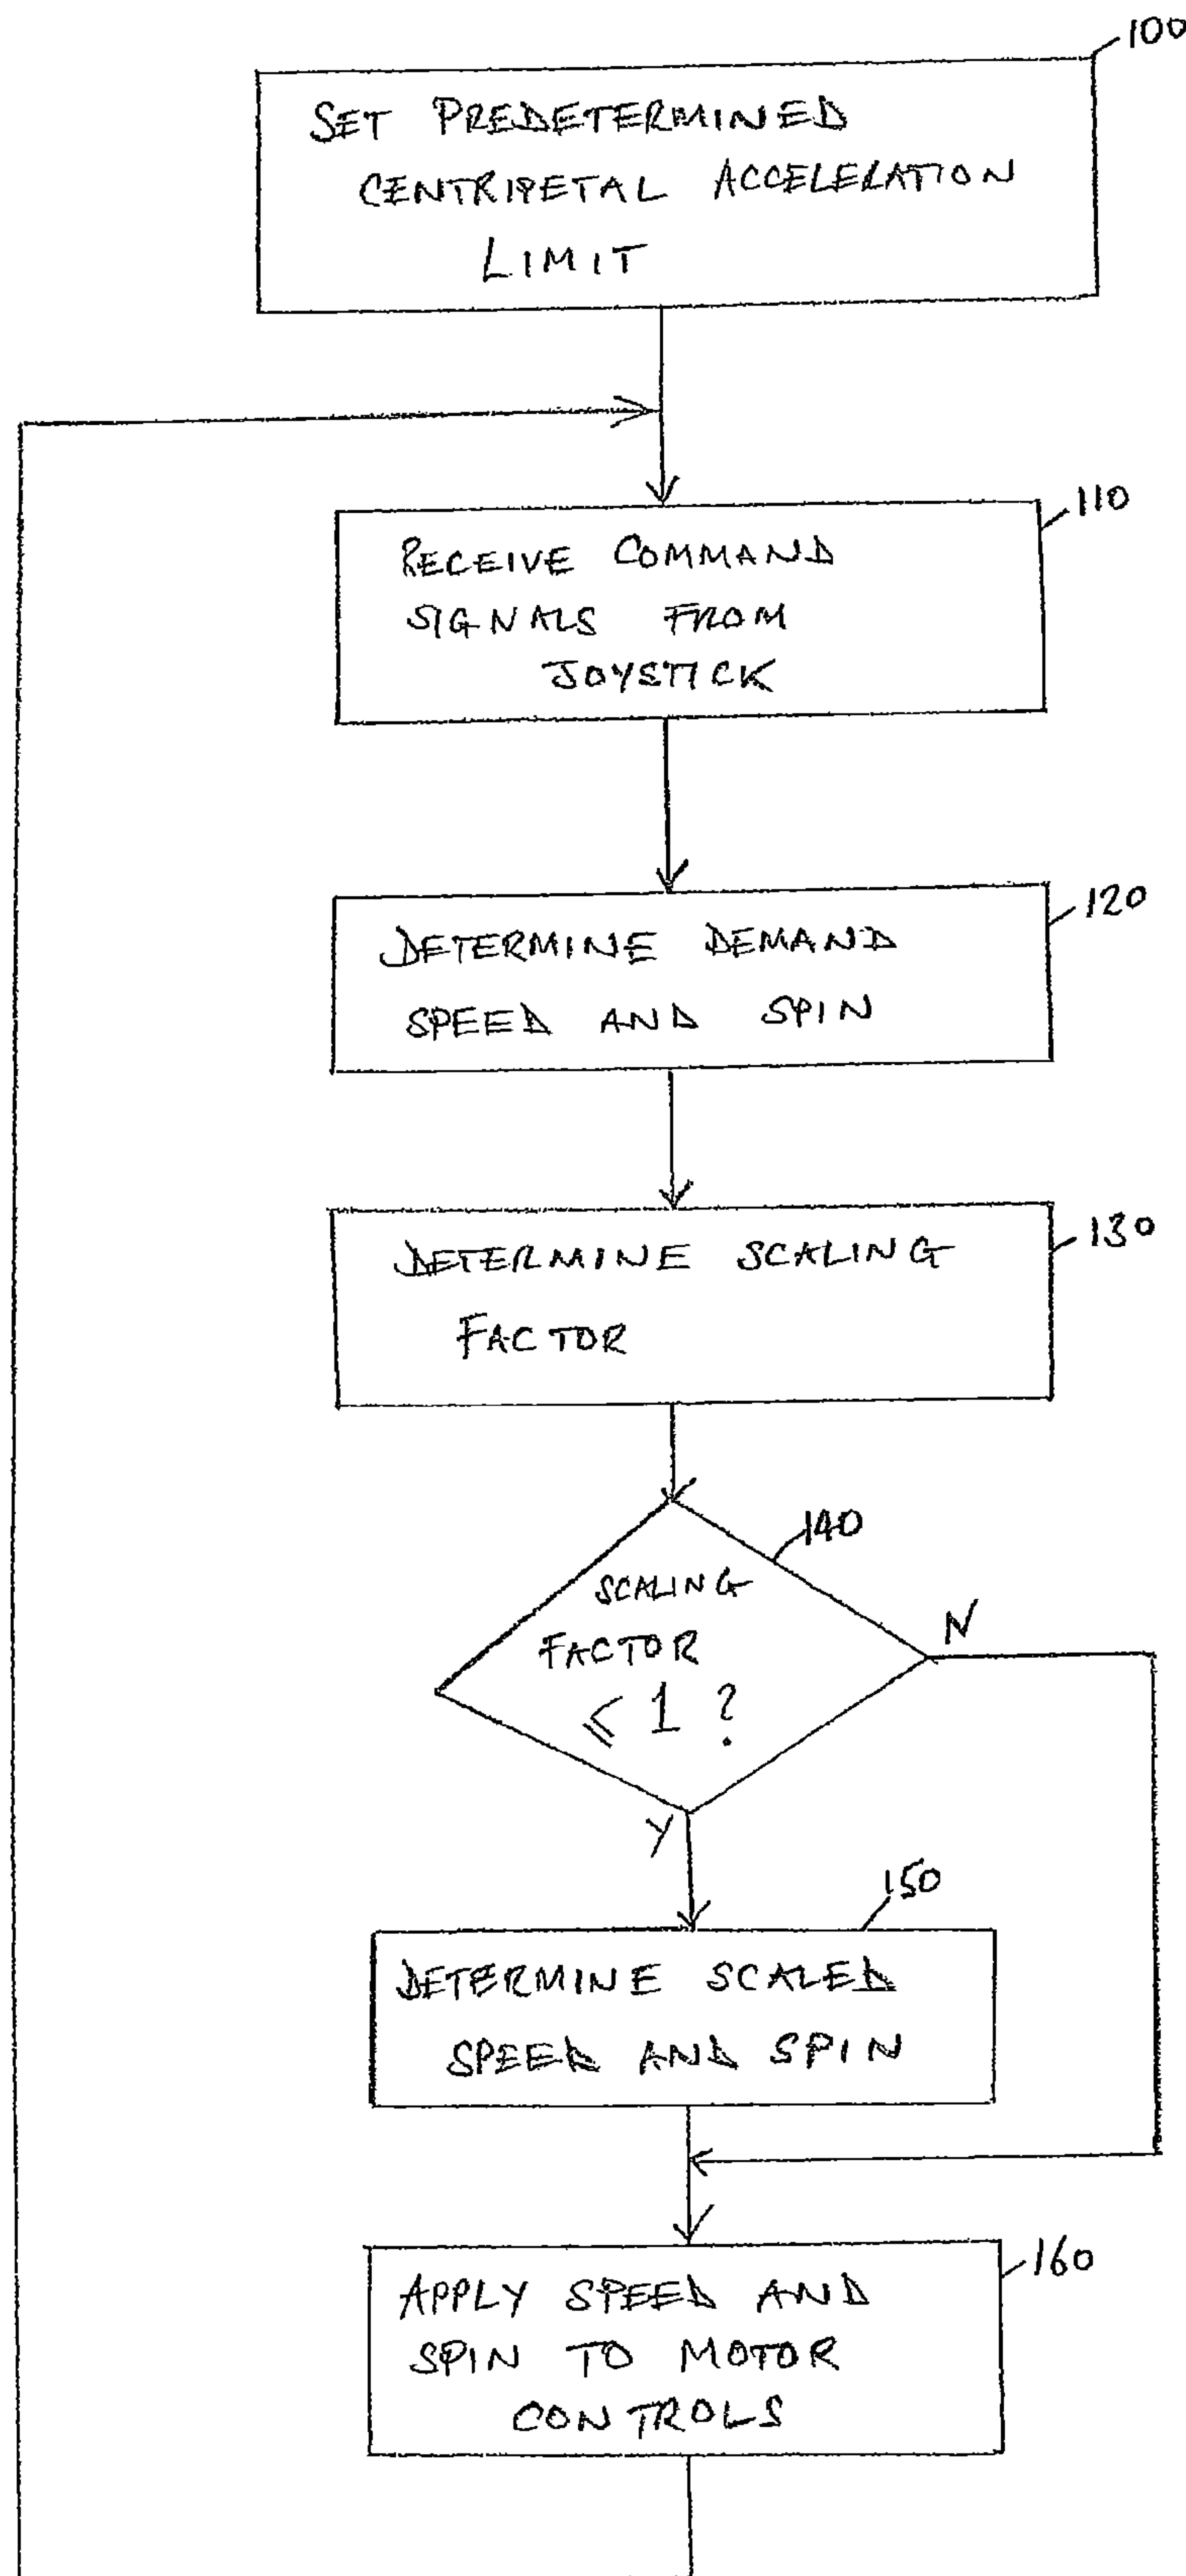 100
SET PREDETERMINED
CENTRIPETAL ACCELERATION
LIMIT
110
RECEIVE COMMAND
SIGNALS FROM
JOYSTICK
120
DETERMINE DEMAND
SPEED AND SPIN
130
DETERMINE SCALING
FACTOR
140
SCALING
FACTOR
≤ 1 ?
N
Y
150
DETERMINE SCALED
SPEED AND SPIN
160
APPLY SPEED AND
SPIN TO MOTOR
CONTROLS